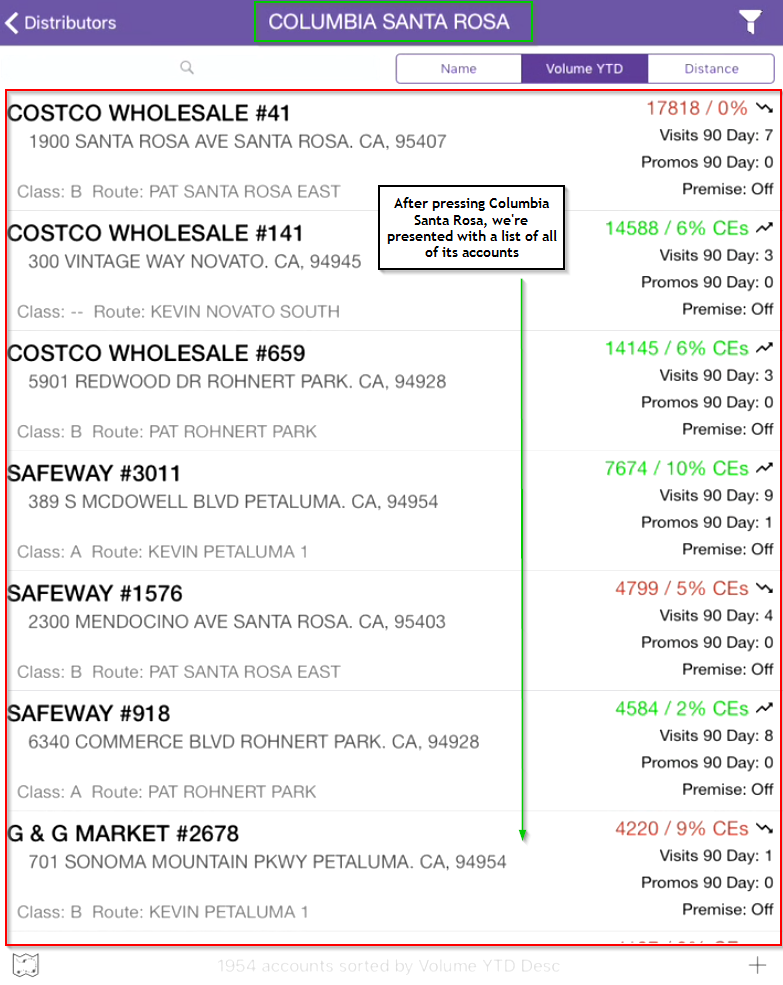 Distributors
COLUMBIA SANTA ROSA
Name
Volume YTD
Distance
COSTCO WHOLESALE #41
17818 / 0%
1900 SANTA ROSA AVE SANTA ROSA. CA, 95407
Visits 90 Day: 7
Promos 90 Day: 0
Class: B Route: PAT SANTA ROSA EAST
Premise: Off
After pressing Columbia
Santa Rosa, we're
presented with a list of all
of its accounts
COSTCO WHOLESALE #141
14588 / 6% CEs
300 VINTAGE WAY NOVATO. CA, 94945
Visits 90 Day: 3
Promos 90 Day: 0
Class: -- Route: KEVIN NOVATO SOUTH
Premise: Off
COSTCO WHOLESALE #659
14145 / 6% CEs
5901 REDWOOD DR ROHNERT PARK. CA, 94928
Visits 90 Day: 3
Promos 90 Day: 0
Class: B Route: PAT ROHNERT PARK
Premise: Off
SAFEWAY #3011
7674 / 10% CEs
389 S MCDOWELL BLVD PETALUMA. CA, 94954
Visits 90 Day: 9
Promos 90 Day: 1
Class: A Route: KEVIN PETALUMA 1
Premise: Off
SAFEWAY #1576
4799 / 5% CEs
2300 MENDOCINO AVE SANTA ROSA. CA, 95403
Visits 90 Day: 4
Promos 90 Day: 0
Class: B Route: PAT SANTA ROSA EAST
Premise: Off
SAFEWAY #918
4584 / 2% CEs
6340 COMMERCE BLVD ROHNERT PARK. CA, 94928
Visits 90 Day: 8
Promos 90 Day: 0
Class: A Route: PAT ROHNERT PARK
Premise: Off
G & G MARKET #2678
4220 / 9% CEs
701 SONOMA MOUNTAIN PKWY PETALUMA. CA, 94954
Visits 90 Day: 1
Promos 90 Day: 0
Class: B Route: KEVIN PETALUMA 1
Premise: Off
1954 accounts sorted by Volume YTD Desc